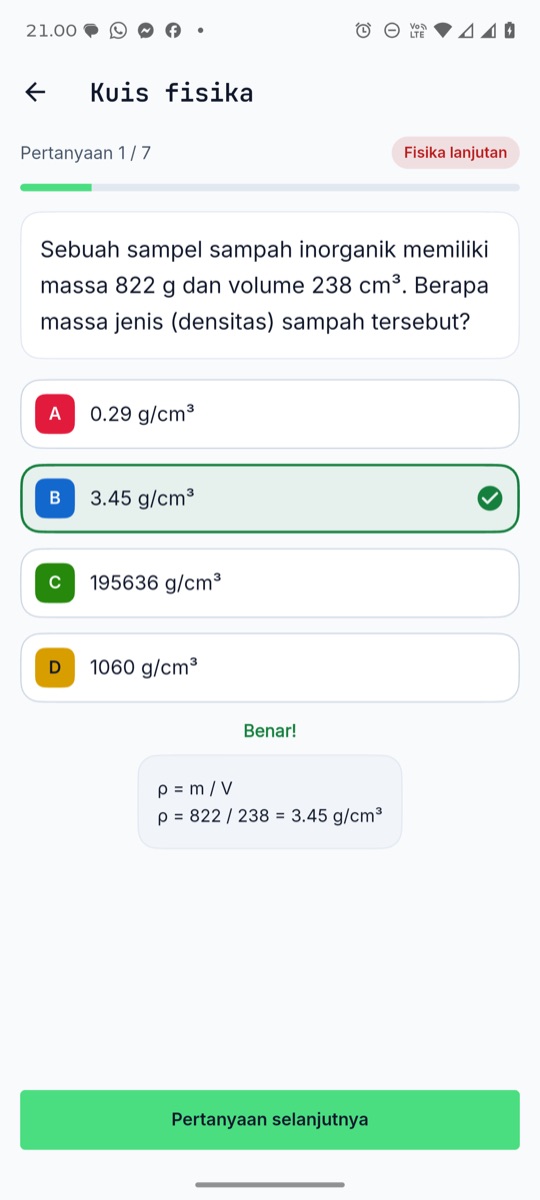 21.00
Vo)) LTE
Kuis fisika
Pertanyaan 1 / 7
Fisika lanjutan
Sebuah sampel sampah inorganik memiliki
massa 822 g dan volume 238 cm³. Berapa
massa jenis (densitas) sampah tersebut?
A 0.29 g/cm³
B 3.45 g/cm³
C 195636 g/cm³
D 1060 g/cm³
Benar!
ρ = m / V
ρ = 822 / 238 = 3.45 g/cm³
Pertanyaan selanjutnya